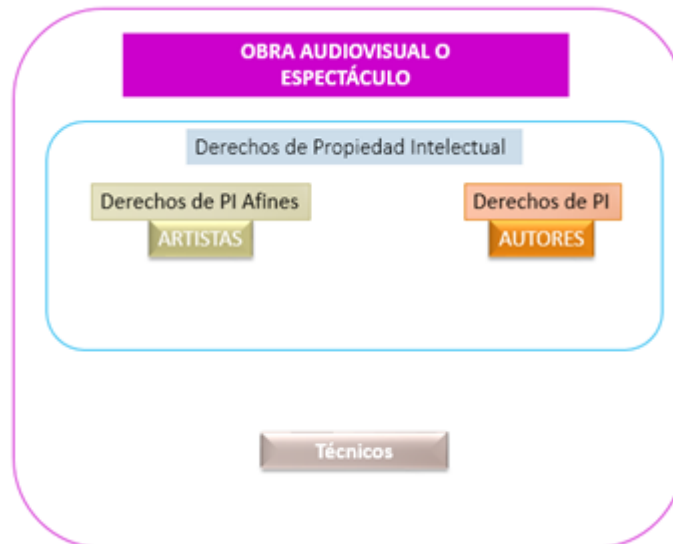 OBRA AUDIOVISUAL O
ESPECTÁCULO
Derechos de Propiedad Intelectual
Derechos de PI Afines
ARTISTAS
Derechos de PI
AUTORES
Técnicos